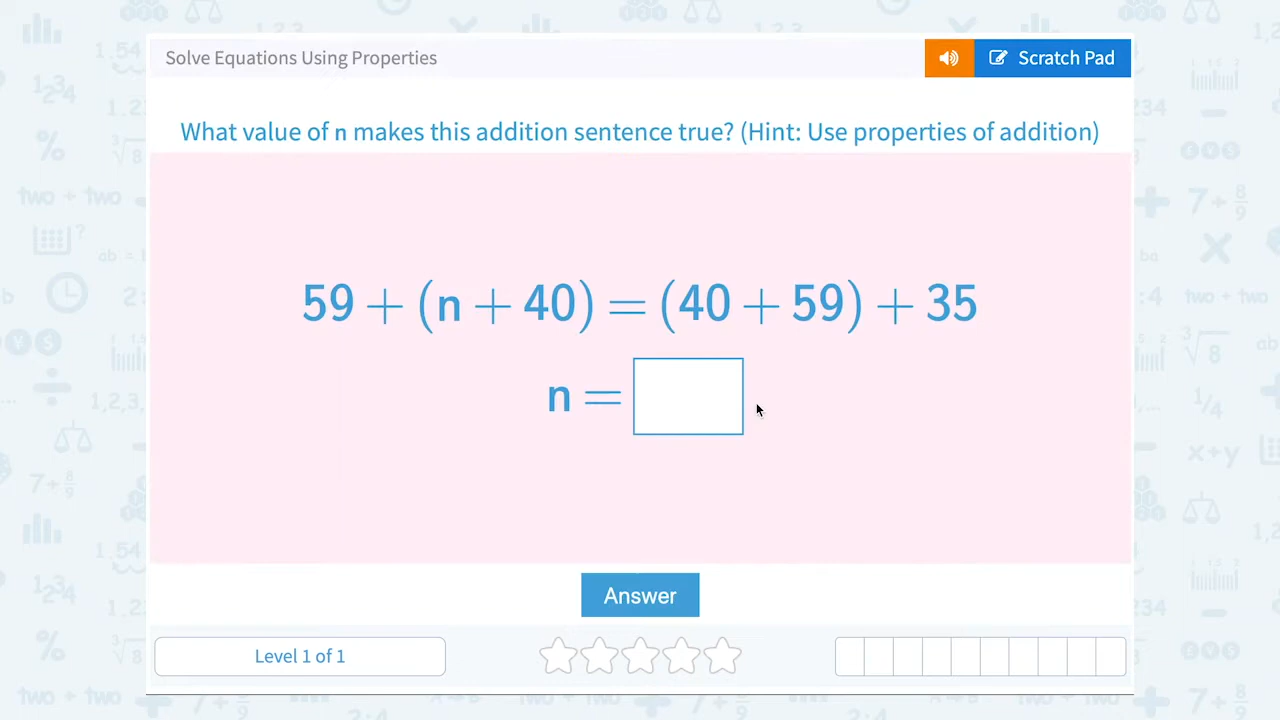 Solve Equations Using Properties
Scratch Pad
What value of n makes this addition sentence true? (Hint: Use properties of addition)
59 + (n + 40) = (40 + 59) + 35
n =
Answer
Level 1 of 1